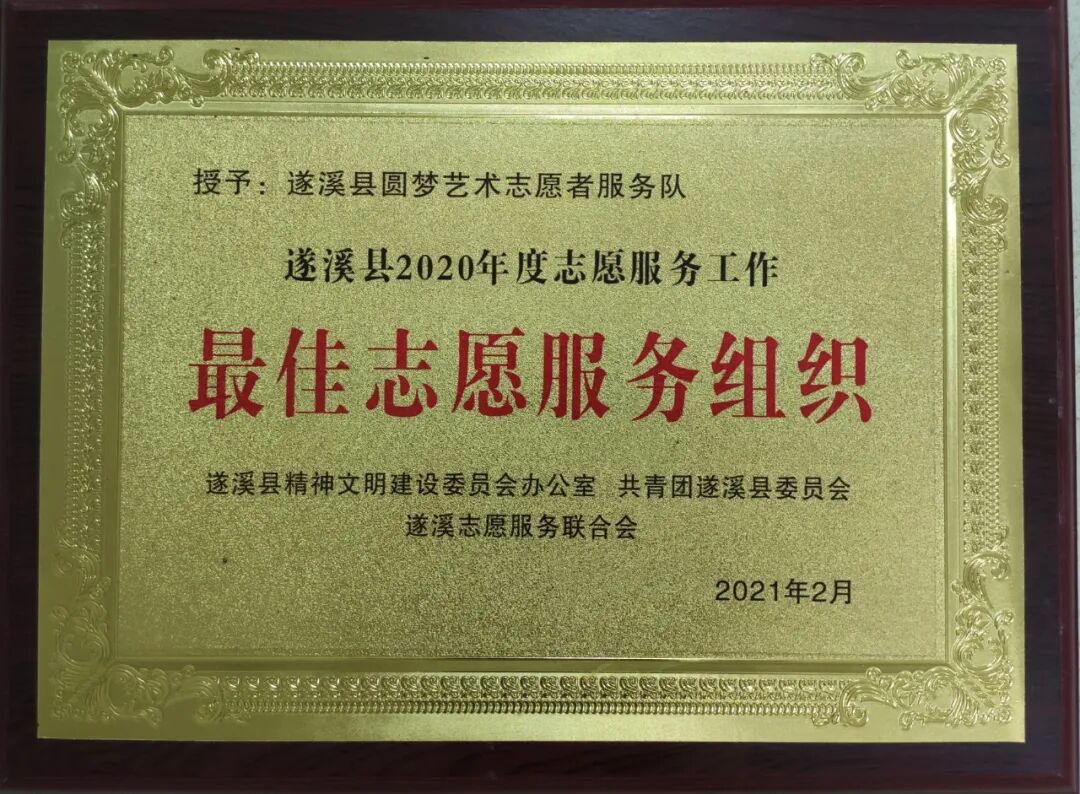 授予：遂溪县圆梦艺术志愿者服务队
遂溪县2020年度志愿服务工作
最佳志愿服务组织
遂溪县精神文明建设委员会办公室 共青团遂溪县委员会
遂溪志愿服务联合会
2021年2月